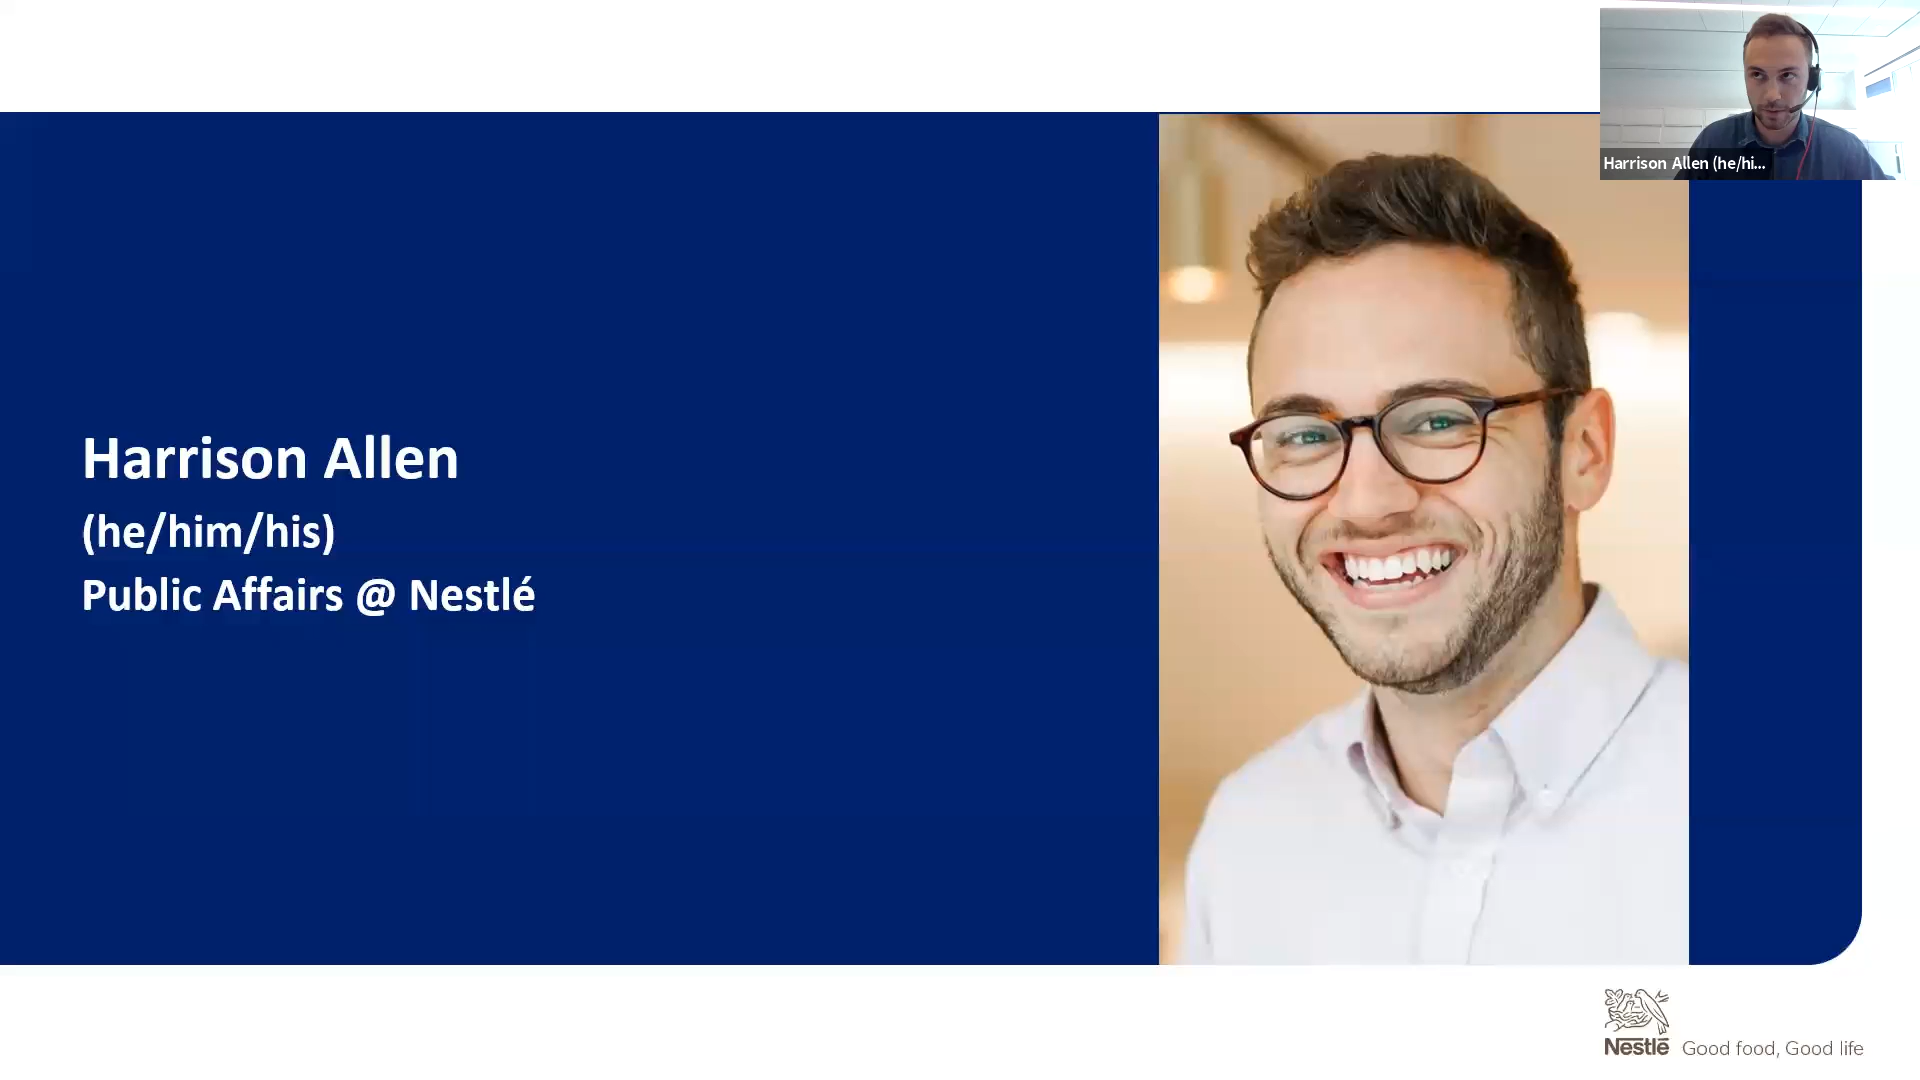 Harrison Allen (he/hi...
Harrison Allen
(he/him/his)
Public Affairs @ Nestlé
Nestlé Good food, Good life